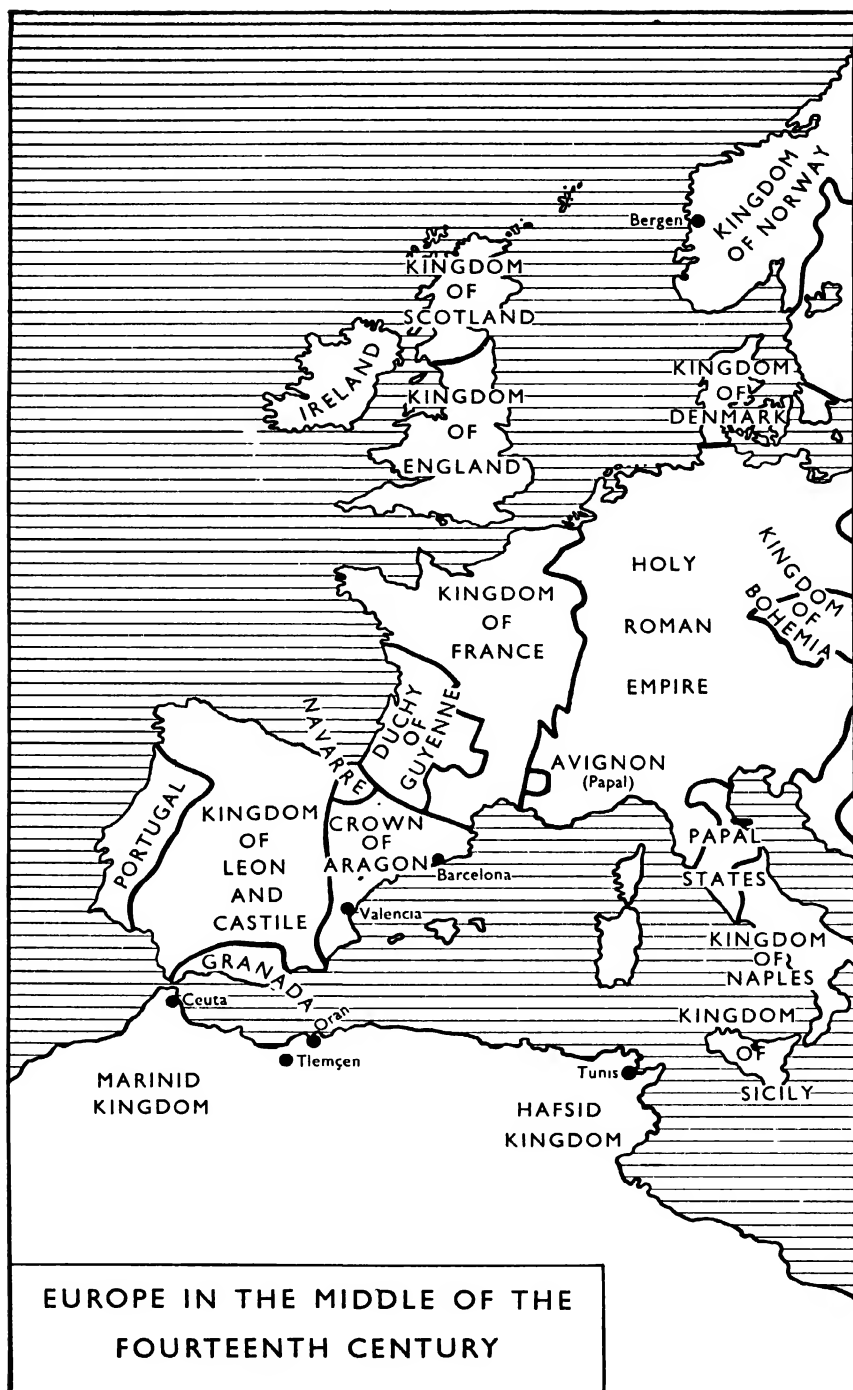 Bergen
KINGDOM
OF NORWAY
KINGDOM
OF
SCOTLAND
IRELAND
KINGDOM
OF
ENGLAND
KINGDOM
OF
DENMARK
HOLY
ROMAN
EMPIRE
KINGDOM
OF
BOHEMIA
KINGDOM
OF
FRANCE
DUCHY
OF
GUYENNE
NAVARRE
AVIGNON
(Papal)
PORTUGAL
KINGDOM
OF
LEON
AND
CASTILE
CROWN
OF
ARAGON
Barcelona
Valencia
GRANADA
PAPAL
STATES
KINGDOM
OF
NAPLES
KINGDOM
OF
SICILY
Ceuta
Oran
Tlemçen
Tunis
MARINID
KINGDOM
HAFSID
KINGDOM
EUROPE IN THE MIDDLE OF THE
FOURTEENTH CENTURY